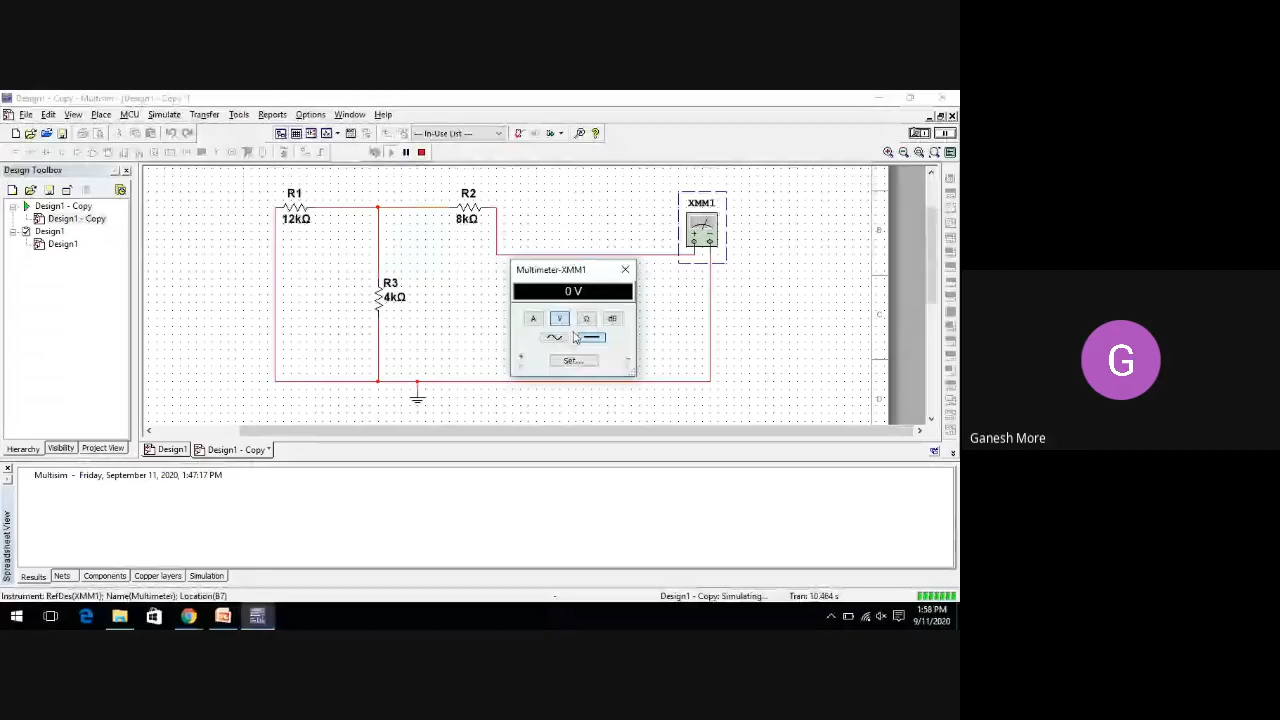 Design1 - Copy - Multisim - [Design1 - Copy *]
File Edit View Place MCU Simulate Transfer Tools Reports Options Window Help
--- In-Use List ---
Design Toolbox
Design1 - Copy
Design1 - Copy
Design1
Design1
R1
12kΩ
R2
8kΩ
R3
4kΩ
XMM1
Multimeter-XMM1
0 V
A V Ω dB
Set...
B
C
D
Hierarchy Visibility Project View
Design1 Design1 - Copy *
Multisim - Friday, September 11, 2020, 1:47:17 PM
Spreadsheet View
Results Nets Components Copper layers Simulation
Instrument: RefDes(XMM1); Name(Multimeter); Location(B7)
-
Design1 - Copy: Simulating...
Tran: 10.464 s
1:58 PM
9/11/2020
G
Ganesh More